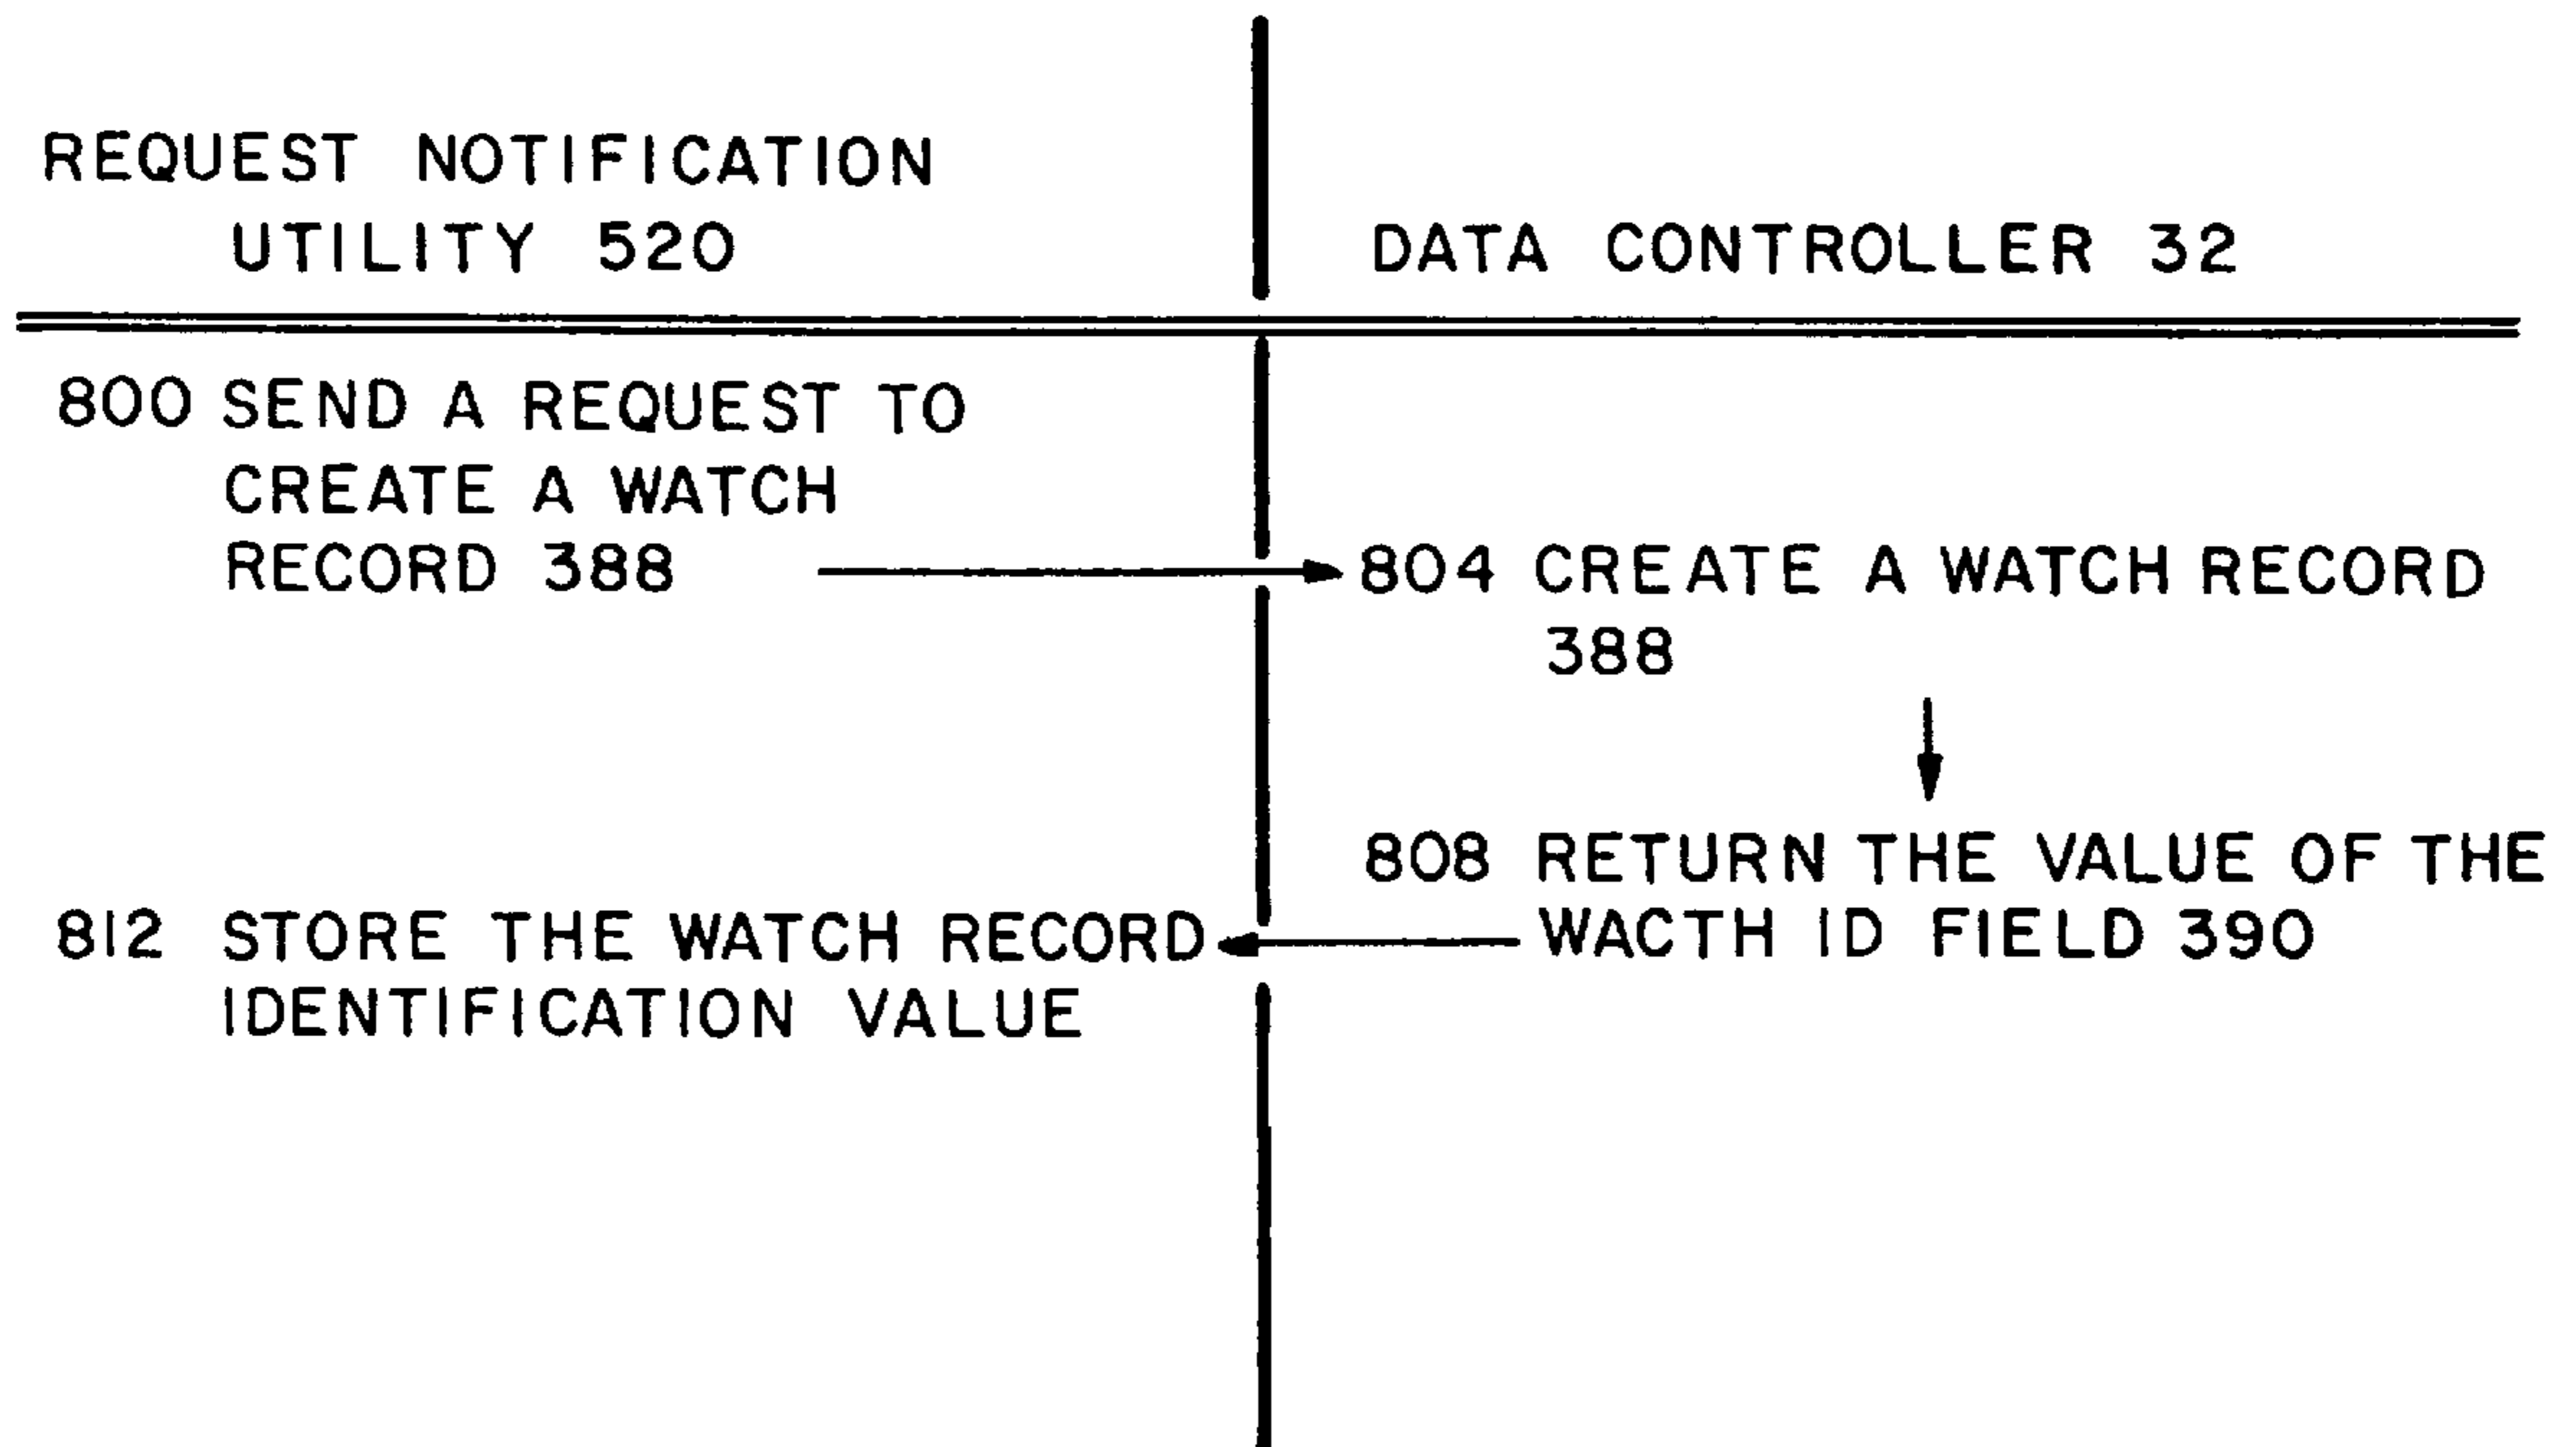 REQUEST NOTIFICATION
UTILITY 520
DATA CONTROLLER 32
800 SEND A REQUEST TO
CREATE A WATCH
RECORD 388
804 CREATE A WATCH RECORD
388
808 RETURN THE VALUE OF THE
WACTH ID FIELD 390
812 STORE THE WATCH RECORD
IDENTIFICATION VALUE